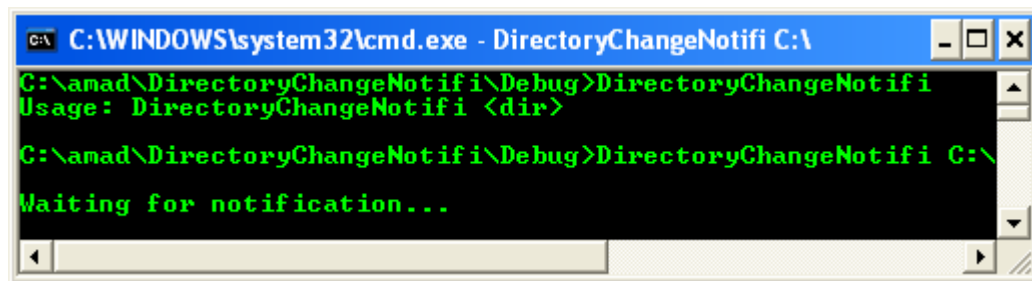 C:\WINDOWS\system32\cmd.exe - DirectoryChangeNotifi C:\
C:\amad\DirectoryChangeNotifi\Debug>DirectoryChangeNotifi
Usage: DirectoryChangeNotifi <dir>
C:\amad\DirectoryChangeNotifi\Debug>DirectoryChangeNotifi C:\
Waiting for notification...